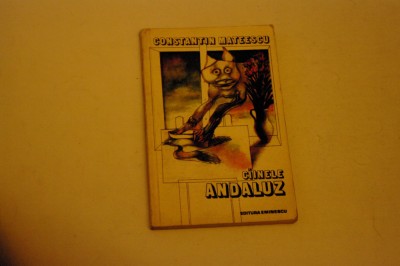 CONSTANTIN MATEESCU
CÎINELE
ANDALUZ
EDITURA EMINESCU